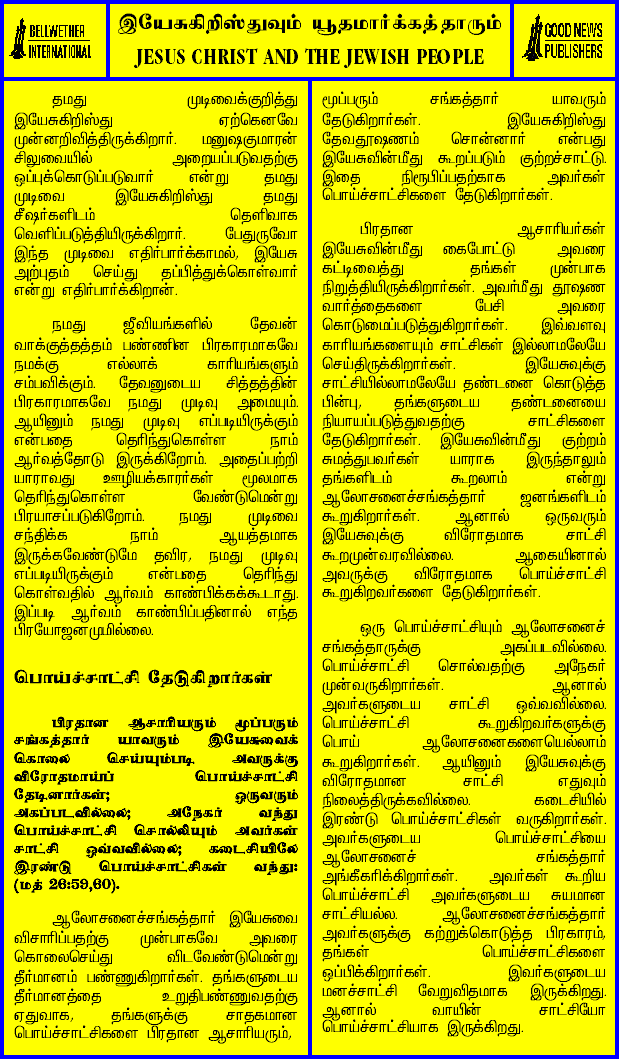 BELLWETHER
INTERNATIONAL
இயேசுகிறிஸ்துவும் யூதமார்க்கத்தாரும்
JESUS CHRIST AND THE JEWISH PEOPLE
GOOD NEWS
PUBLISHERS
தமது முடிவைக்குறித்து
இயேசுகிறிஸ்து ஏற்கெனவே
முன்னறிவித்திருக்கிறார். மனுஷகுமாரன்
சிலுவையில் அறையப்படுவதற்கு
ஒப்புக்கொடுப்படுவார் என்று தமது
முடிவை இயேசுகிறிஸ்து தமது
சீஷர்களிடம் தெளிவாக
வெளிப்படுத்தியிருக்கிறார். பேதுருவோ
இந்த முடிவை எதிர்பார்க்காமல், இயேசு
அற்புதம் செய்து தப்பித்துக்கொள்வார்
என்று எதிர்பார்க்கிறான்.
நமது ஜீவியங்களில் தேவன்
வாக்குத்தத்தம் பண்ணின பிரகாரமாகவே
நமக்கு எல்லாக் காரியங்களும்
சம்பவிக்கும். தேவனுடைய சித்தத்தின்
பிரகாரமாகவே நமது முடிவு அமையும்.
ஆயினும் நமது முடிவு எப்படியிருக்கும்
என்பதை தெரிந்துகொள்ள நாம்
ஆர்வத்தோடு இருக்கிறோம். அதைப்பற்றி
யாராவது ஊழியக்காரர்கள் மூலமாக
தெரிந்துகொள்ள வேண்டுமென்று
பிரயாசப்படுகிறோம். நமது முடிவை
சந்திக்க நாம் ஆயத்தமாக
இருக்கவேண்டுமே தவிர, நமது முடிவு
எப்படியிருக்கும் என்பதை தெரிந்து
கொள்வதில் ஆர்வம் காண்பிக்கக்கூடாது.
இப்படி ஆர்வம் காண்பிப்பதினால் எந்த
பிரயோஜனமுமில்லை.
பொய்ச்சாட்சி தேடுகிறார்கள்
பிரதான ஆசாரியரும் மூப்பரும்
சங்கத்தார் யாவரும் இயேசுவைக்
கொலை செய்யும்படி அவருக்கு
விரோதமாய்ப் பொய்ச்சாட்சி
தேடினார்கள்; ஒருவரும்
அகப்படவில்லை; அநேகர் வந்து
பொய்ச்சாட்சி சொல்லியும் அவர்கள்
சாட்சி ஒவ்வவில்லை; கடைசியிலே
இரண்டு பொய்ச்சாட்சிகள் வந்து:
(மத் 26:59,60).
ஆலோசனைச்சங்கத்தார் இயேசுவை
விசாரிப்பதற்கு முன்பாகவே அவரை
கொலைசெய்து விடவேண்டுமென்று
தீர்மானம் பண்ணுகிறார்கள். தங்களுடைய
தீர்மானத்தை உறுதிபண்ணுவதற்கு
ஏதுவாக, தங்களுக்கு சாதகமான
பொய்ச்சாட்சிகளை பிரதான ஆசாரியரும்,
மூப்பரும் சங்கத்தார் யாவரும்
தேடுகிறார்கள். இயேசுகிறிஸ்து
தேவதூஷணம் சொன்னார் என்பது
இயேசுவின்மீது கூறப்படும் குற்றச்சாட்டு.
இதை நிரூபிப்பதற்காக அவர்கள்
பொய்ச்சாட்சிகளை தேடுகிறார்கள்.
பிரதான ஆசாரியர்கள்
இயேசுவின்மீது கைபோட்டு அவரை
கட்டிவைத்து தங்கள் முன்பாக
நிறுத்தியிருக்கிறார்கள். அவர்மீது தூஷண
வார்த்தைகளை பேசி அவரை
கொடுமைப்படுத்துகிறார்கள். இவ்வளவு
காரியங்களையும் சாட்சிகள் இல்லாமலேயே
செய்திருக்கிறார்கள். இயேசுவுக்கு
சாட்சியில்லாமலேயே தண்டனை கொடுத்த
பின்பு, தங்களுடைய தண்டனையை
நியாயப்படுத்துவதற்கு சாட்சிகளை
தேடுகிறார்கள். இயேசுவின்மீது குற்றம்
சுமத்துபவர்கள் யாராக இருந்தாலும்
தங்களிடம் கூறலாம் என்று
ஆலோசனைச்சங்கத்தார் ஜனங்களிடம்
கூறுகிறார்கள். ஆனால் ஒருவரும்
இயேசுவுக்கு விரோதமாக சாட்சி
கூறமுன்வரவில்லை. ஆகையினால்
அவருக்கு விரோதமாக பொய்ச்சாட்சி
கூறுகிறவர்களை தேடுகிறார்கள்.
ஒரு பொய்ச்சாட்சியும் ஆலோசனைச்
சங்கத்தாருக்கு அகப்படவில்லை.
பொய்ச்சாட்சி சொல்வதற்கு அநேகர்
முன்வருகிறார்கள். ஆனால்
அவர்களுடைய சாட்சி ஒவ்வவில்லை.
பொய்ச்சாட்சி கூறுகிறவர்களுக்கு
பொய் ஆலோசனைகளையெல்லாம்
கூறுகிறார்கள். ஆயினும் இயேசுவுக்கு
விரோதமான சாட்சி எதுவும்
நிலைத்திருக்கவில்லை. கடைசியில்
இரண்டு பொய்ச்சாட்சிகள் வருகிறார்கள்.
அவர்களுடைய பொய்ச்சாட்சியை
ஆலோசனைச் சங்கத்தார்
அங்கீகரிக்கிறார்கள். அவர்கள் கூறிய
பொய்ச்சாட்சி அவர்களுடைய சுயமான
சாட்சியல்ல. ஆலோசனைச்சங்கத்தார்
அவர்களுக்கு கற்றுக்கொடுத்த பிரகாரம்,
தங்கள் பொய்ச்சாட்சிகளை
ஒப்பிக்கிறார்கள். இவர்களுடைய
மனச்சாட்சி வேறுவிதமாக இருக்கிறது.
ஆனால் வாயின் சாட்சியோ
பொய்ச்சாட்சியாக இருக்கிறது.